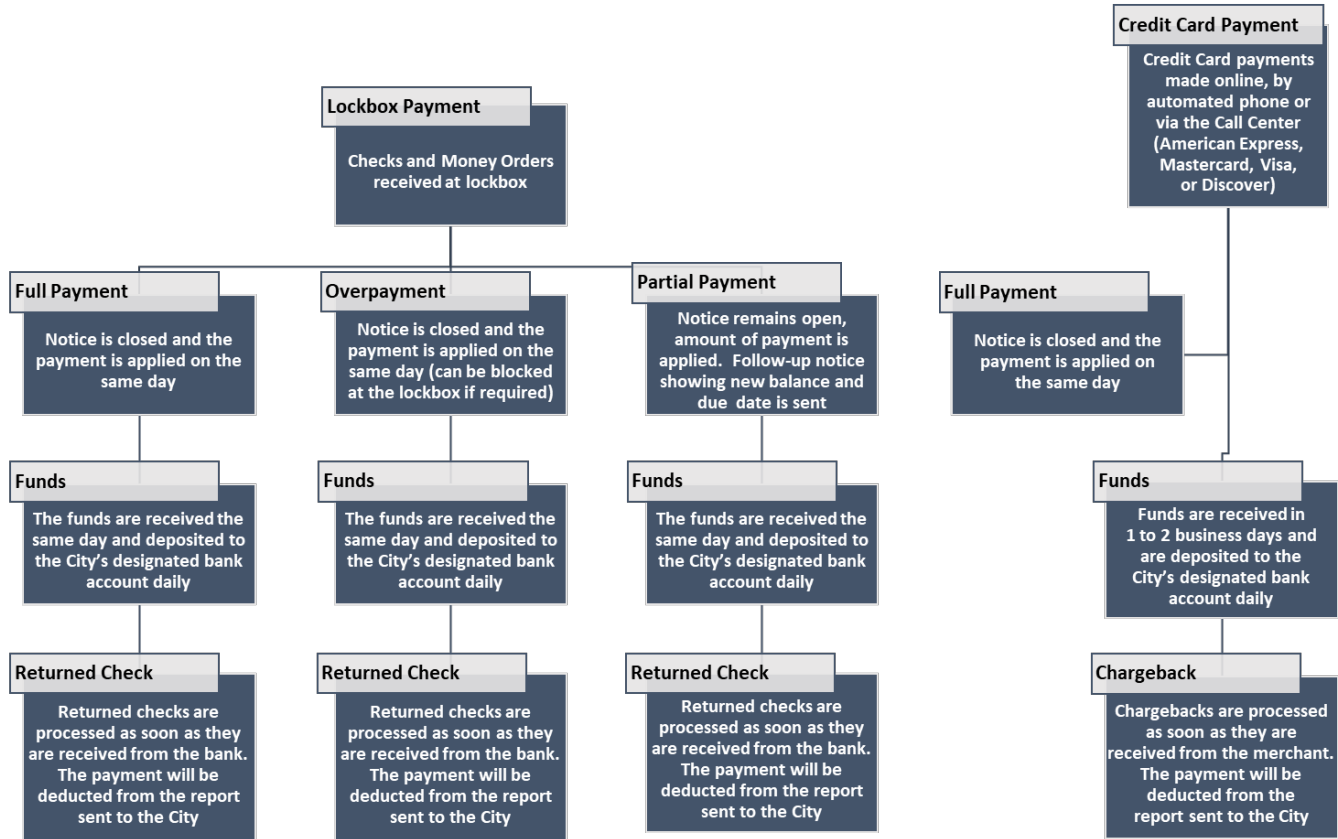 Credit Card Payment
Credit Card payments
made online, by
automated phone or
via the Call Center
(American Express,
Mastercard, Visa,
or Discover)
Lockbox Payment
Checks and Money Orders
received at lockbox
Full Payment
Notice is closed and the
payment is applied on the
same day
Overpayment
Notice is closed and the
payment is applied on the
same day (can be blocked
at the lockbox if required)
Partial Payment
Notice remains open,
amount of payment is
applied.  Follow-up notice
showing new balance and
due date is sent
Full Payment
Notice is closed and the
payment is applied on
the same day
Funds
The funds are received the
same day and deposited to
the City’s designated bank
account daily
Funds
The funds are received the
same day and deposited to
the City’s designated bank
account daily
Funds
The funds are received the
same day and deposited to
the City’s designated bank
account daily
Funds
Funds are received in
1 to 2 business days and
are deposited to the
City’s designated bank
account daily
Returned Check
Returned checks are
processed as soon as they
are received from the bank.
The payment will be
deducted from the report
sent to the City
Returned Check
Returned checks are
processed as soon as they
are received from the bank.
The payment will be
deducted from the report
sent to the City
Returned Check
Returned checks are
processed as soon as they
are received from the bank.
The payment will be
deducted from the report
sent to the City
Chargeback
Chargebacks are processed
as soon as they are
received from the merchant.
The payment will be
deducted from the
report sent to the City